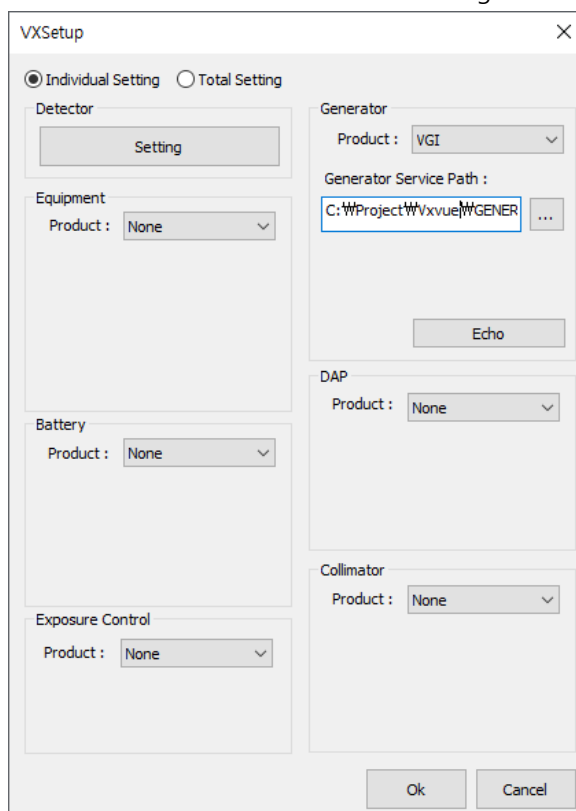 VXSetup
Individual Setting Total Setting
Detector
Setting
Equipment
Product : None
Battery
Product : None
Exposure Control
Product : None
Generator
Product : VGI
Generator Service Path :
C:₩Project₩Vxvue₩GENER ...
Echo
DAP
Product : None
Collimator
Product : None
Ok Cancel